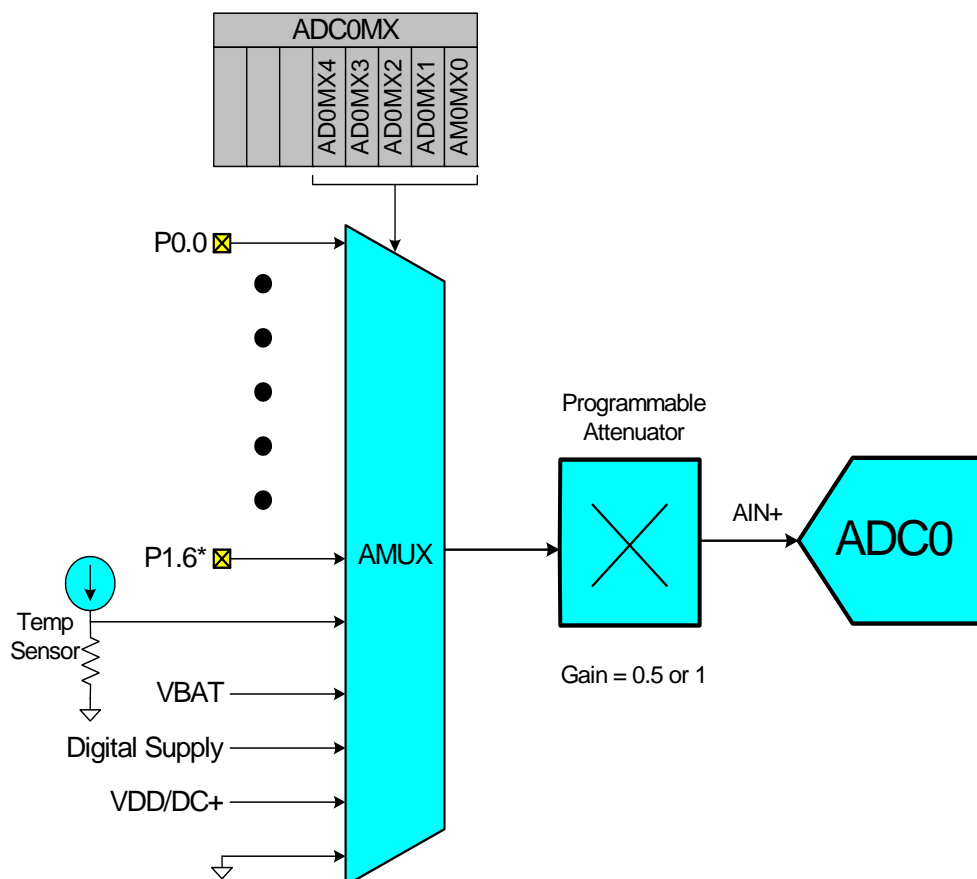 ADC0MX
AD0MX4
AD0MX3
AD0MX2
AD0MX1
AM0MX0
P0.0
Programmable
Attenuator
AIN+
ADC0
P1.6*
AMUX
Temp
Sensor
Gain = 0.5 or 1
VBAT
Digital Supply
VDD/DC+